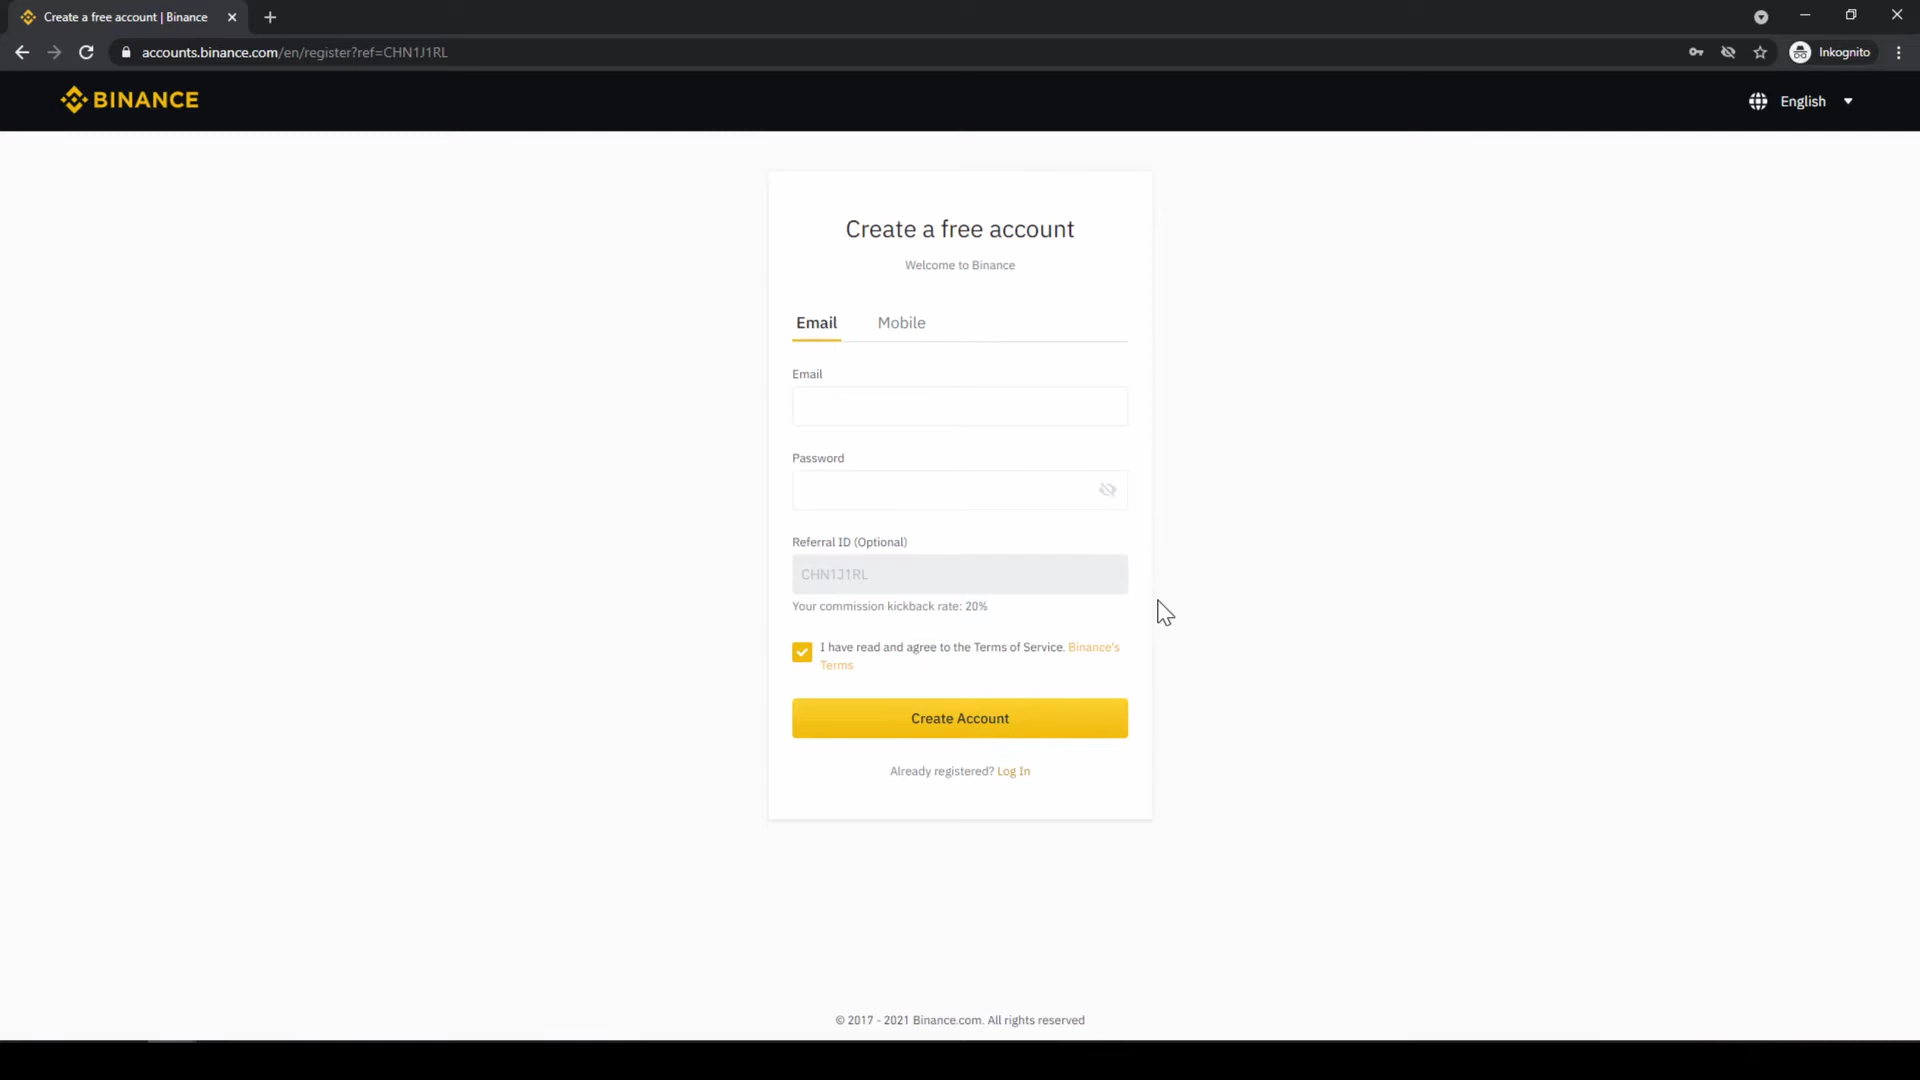 Create a free account | Binance
accounts.binance.com/en/register?ref=CHN1J1RL
Inkognito
BINANCE
English
Create a free account
Welcome to Binance
Email Mobile
Email
Password
Referral ID (Optional)
CHN1J1RL
Your commission kickback rate: 20%
I have read and agree to the Terms of Service. Binance's
Terms
Create Account
Already registered? Log In
© 2017 - 2021 Binance.com. All rights reserved